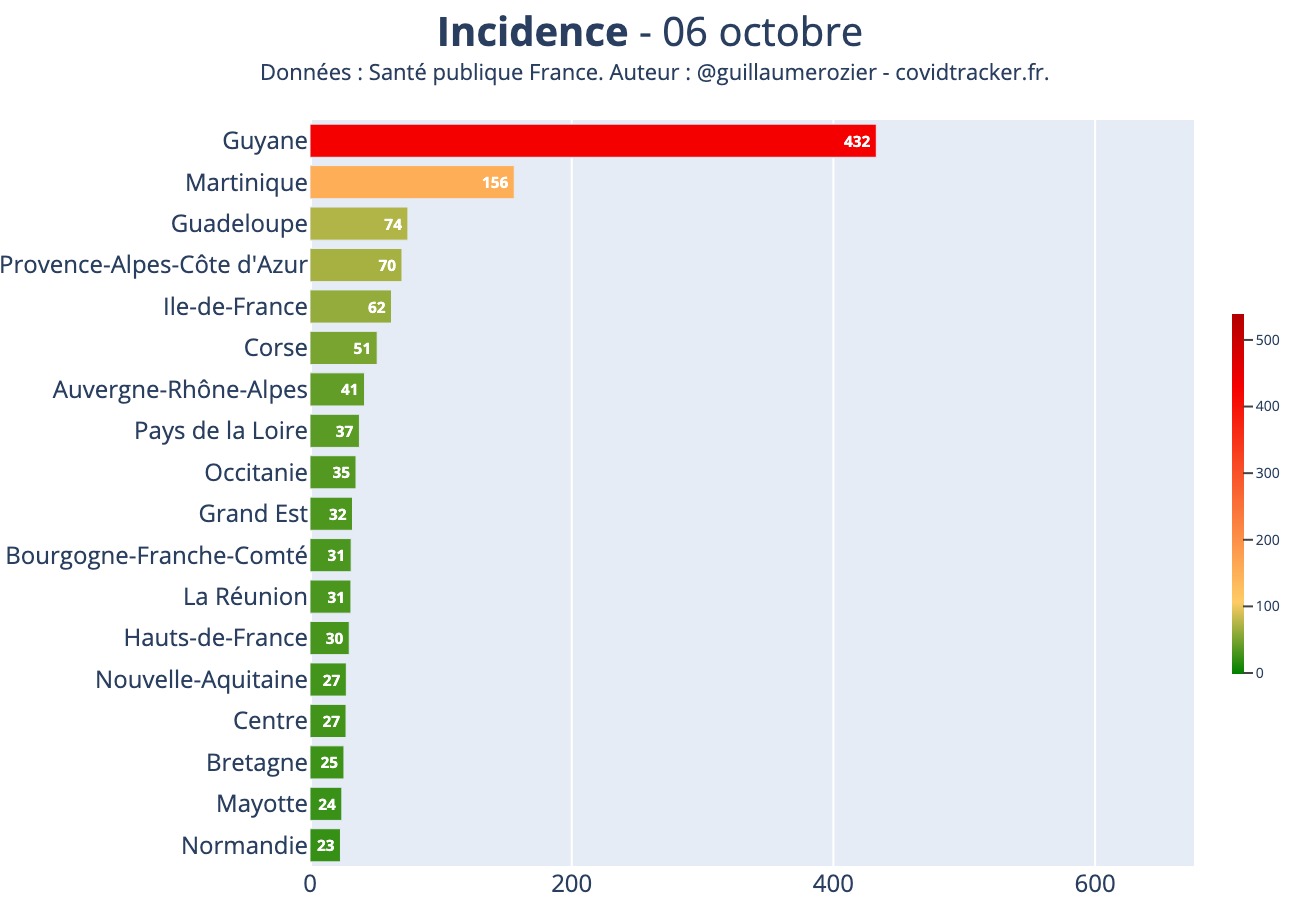 Incidence - 06 octobre
Données : Santé publique France. Auteur : @guillaumerozier - covidtracker.fr.
Guyane 432
Martinique 156
Guadeloupe 74
Provence-Alpes-Côte d'Azur 70
Ile-de-France 62
Corse 51
Auvergne-Rhône-Alpes 41
Pays de la Loire 37
Occitanie 35
Grand Est 32
Bourgogne-Franche-Comté 31
La Réunion 31
Hauts-de-France 30
Nouvelle-Aquitaine 27
Centre 27
Bretagne 25
Mayotte 24
Normandie 23
0 200 400 600
500
400
300
200
100
0